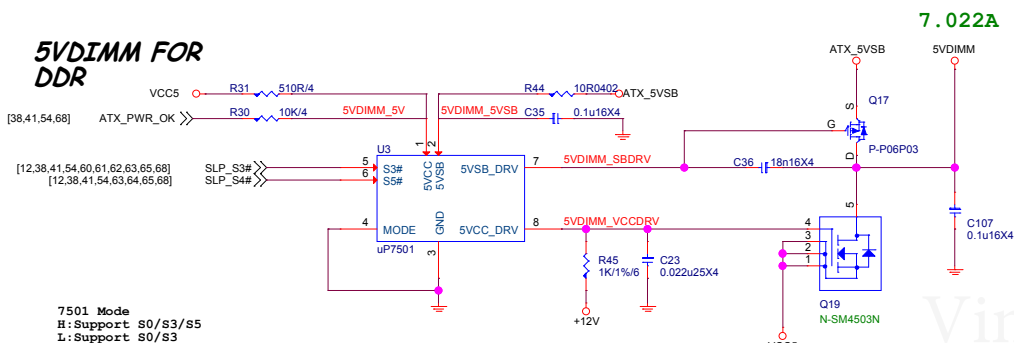 7.022A
5VDIMM FOR
DDR
ATX_5VSB
5VDIMM
VCC5
R31
510R/4
R44
10R0402
ATX_5VSB
[38,41,54,68]
ATX_PWR_OK
R30
10K/4
5VDIMM_5V
5VDIMM_5VSB
C35
0.1u16X4
S
Q17
G
P-P06P03
D
U3
1
2
[12,38,41,54,60,61,62,63,65,68]
SLP_S3#
5
S3#
5VCC
5VSB
5VSB_DRV
7
5VDIMM_SBDRV
C36
18n16X4
[12,38,41,54,63,64,65,68]
SLP_S4#
6
S5#
5
4
MODE
GND
5VCC_DRV
8
5VDIMM_VCCDRV
4
3
2
1
C107
0.1u16X4
uP7501
3
R45
1K/1%/6
C23
0.022u25X4
+12V
Q19
N-SM4503N
7501 Mode
H:Support S0/S3/S5
L:Support S0/S3
Vir